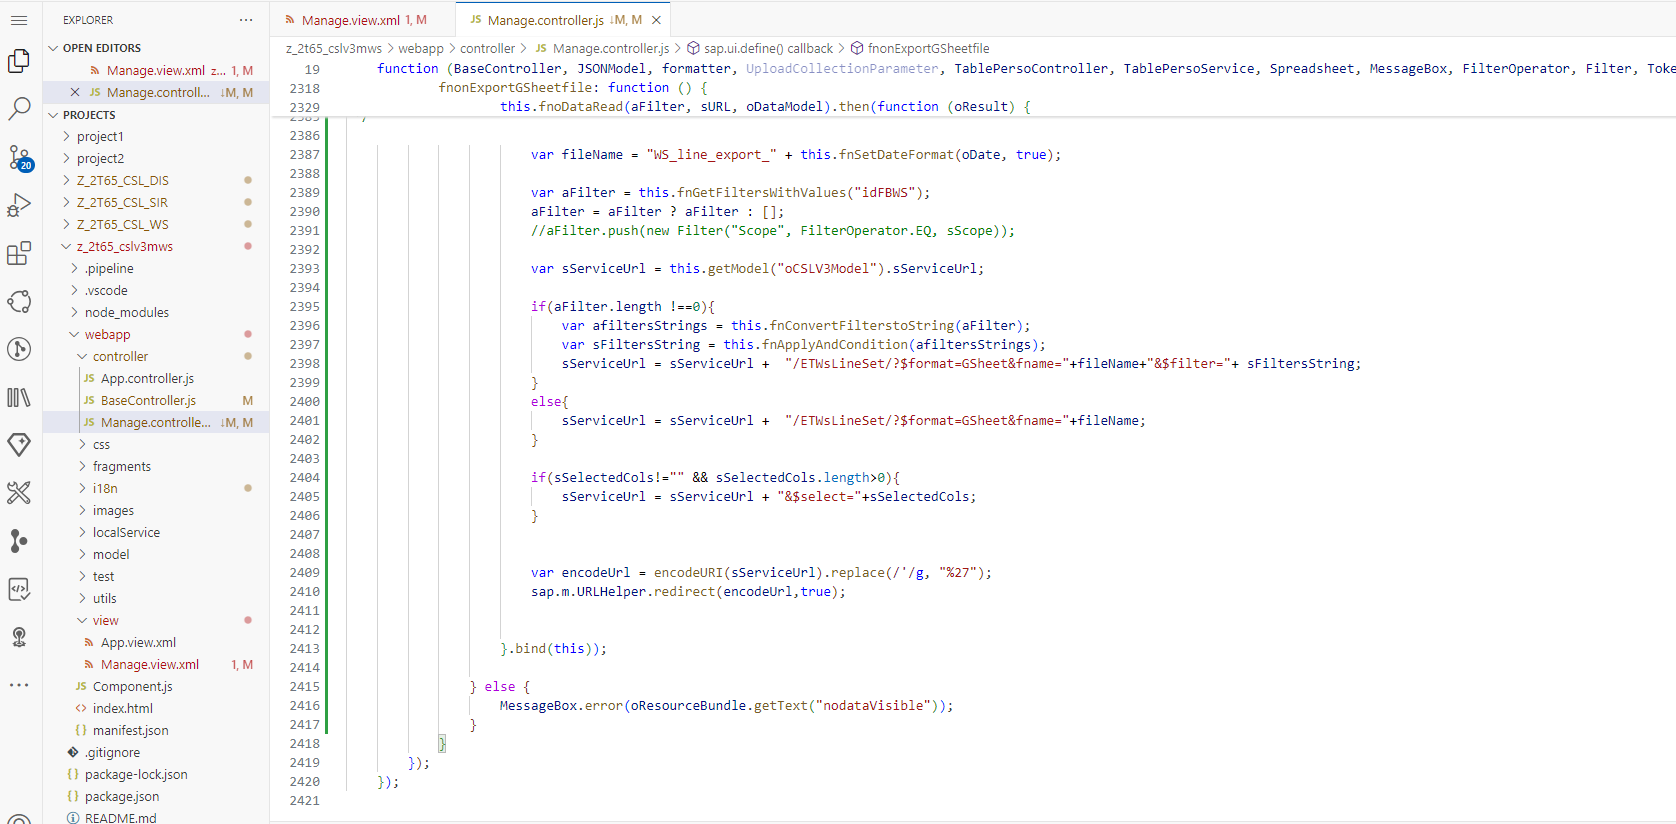 EXPLORER
OPEN EDITORS
Manage.view.xml z... 1, M
Manage.controll... ↓M, M
PROJECTS
project1
project2
Z_2T65_CSL_DIS
Z_2T65_CSL_SIR
Z_2T65_CSL_WS
z_2t65_cslv3mws
.pipeline
.vscode
node_modules
webapp
controller
JS App.controller.js
JS BaseController.js M
JS Manage.controlle... ↓M, M
css
fragments
i18n
images
localService
model
test
utils
view
App.view.xml
Manage.view.xml 1, M
JS Component.js
<> index.html
{} manifest.json
.gitignore
{} package-lock.json
{} package.json
README.md
20
Manage.view.xml 1, M
JS Manage.controller.js ↓M, M
z_2t65_cslv3mws > webapp > controller > JS Manage.controller.js > sap.ui.define() callback > fnonExportGSheetfile
19 function (BaseController, JSONModel, formatter, UploadCollectionParameter, TablePersoController, TablePersoService, Spreadsheet, MessageBox, FilterOperator, Filter, Toke
2318 fnonExportGSheetfile: function () {
2329 this.fnoDataRead(aFilter, sURL, oDataModel).then(function (oResult) {
2385
2386
2387 var fileName = "WS_line_export_" + this.fnSetDateFormat(oDate, true);
2388
2389 var aFilter = this.fnGetFiltersWithValues("idFBWS");
2390 aFilter = aFilter ? aFilter : [];
2391 //aFilter.push(new Filter("Scope", FilterOperator.EQ, sScope));
2392
2393 var sServiceUrl = this.getModel("oCSLV3Model").sServiceUrl;
2394
2395 if(aFilter.length !==0){
2396 var afiltersStrings = this.fnConvertFilterstoString(aFilter);
2397 var sFiltersString = this.fnApplyAndCondition(afiltersStrings);
2398 sServiceUrl = sServiceUrl + "/ETWsLineSet/?$format=GSheet&fname="+fileName+"&$filter="+ sFiltersString;
2399 }
2400 else{
2401 sServiceUrl = sServiceUrl + "/ETWsLineSet/?$format=GSheet&fname="+fileName;
2402 }
2403
2404 if(sSelectedCols!="" && sSelectedCols.length>0){
2405 sServiceUrl = sServiceUrl + "&$select="+sSelectedCols;
2406 }
2407
2408
2409 var encodeUrl = encodeURI(sServiceUrl).replace(/'/g, "%27");
2410 sap.m.URLHelper.redirect(encodeUrl,true);
2411
2412
2413 }.bind(this));
2414
2415 } else {
2416 MessageBox.error(oResourceBundle.getText("nodataVisible"));
2417 }
2418 }
2419 });
2420 });
2421